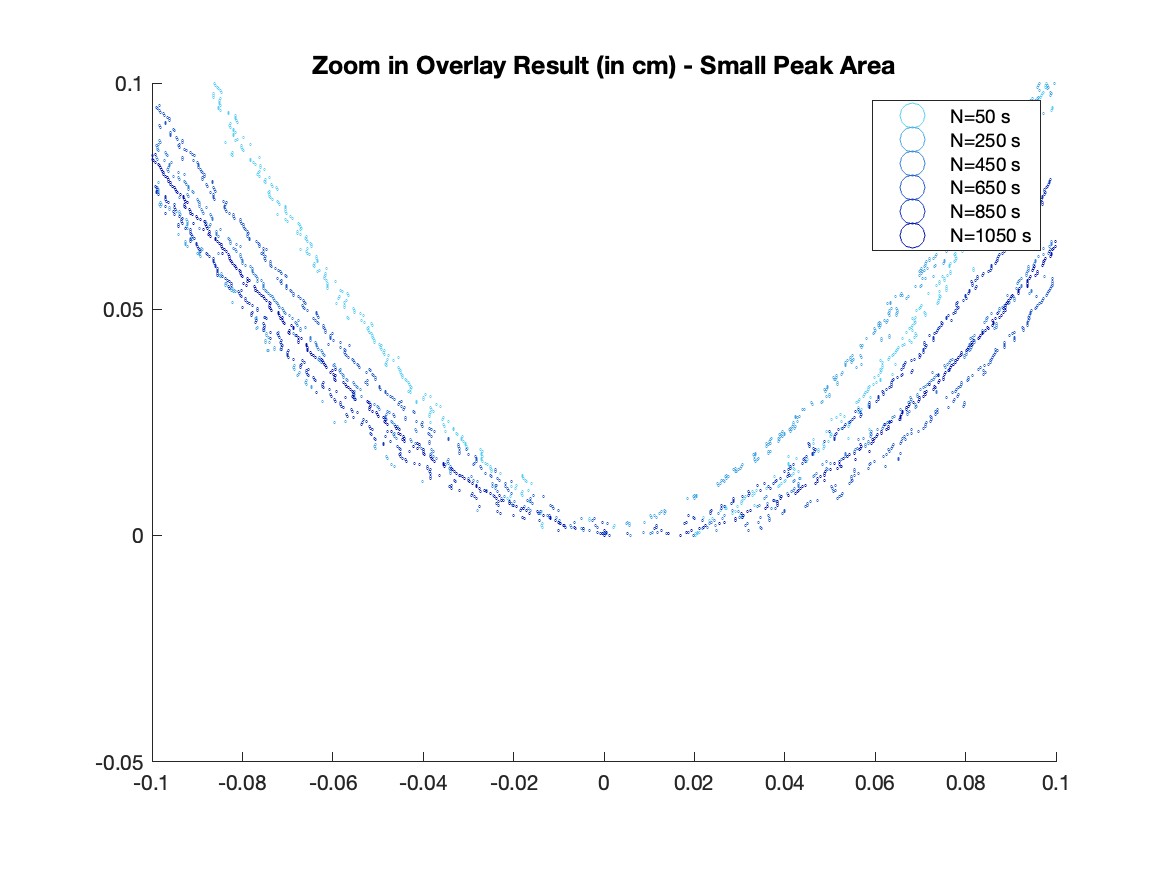 Zoom in Overlay Result (in cm) - Small Peak Area
0.1
N=50 s
N=250 s
N=450 s
N=650 s
N=850 s
N=1050 s
0.05
0
-0.05
-0.1 -0.08 -0.06 -0.04 -0.02 0 0.02 0.04 0.06 0.08 0.1